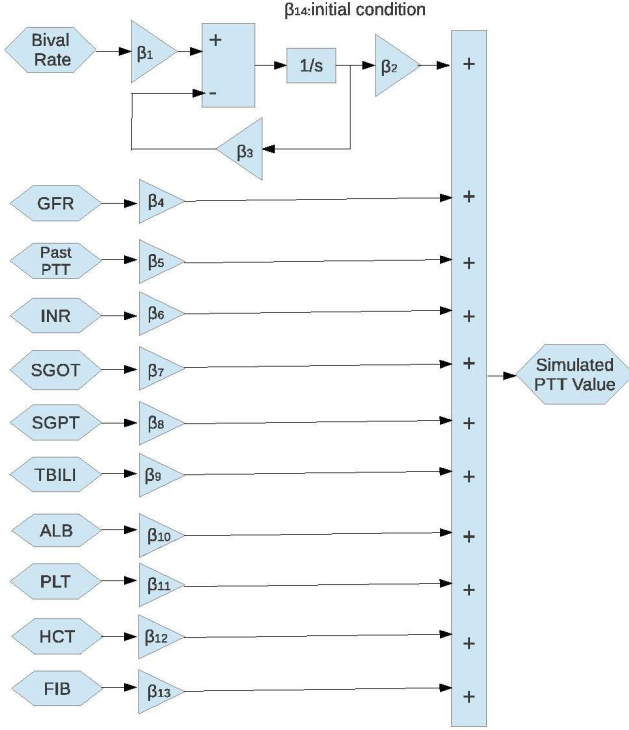 β14:initial condition
Bival
Rate
β1
+
-
1/s
β2
+
β3
GFR
β4
+
Past
PTT
β5
+
INR
β6
+
SGOT
β7
+
Simulated
PTT Value
SGPT
β8
+
TBILI
β9
+
ALB
β10
+
PLT
β11
+
HCT
β12
+
FIB
β13
+